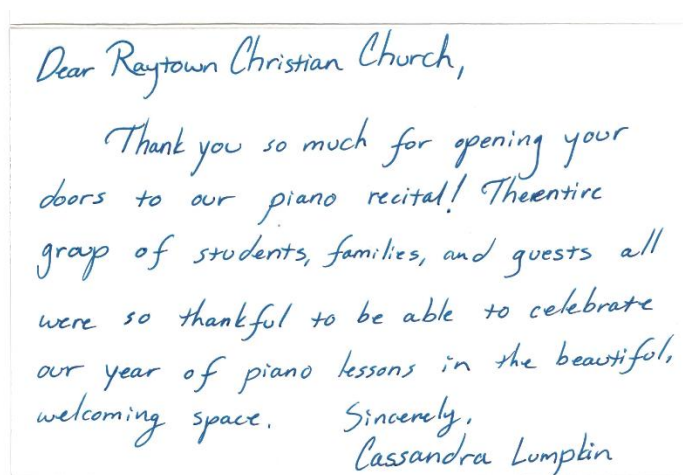 Dear Raytown Christian Church,
Thank you so much for opening your
doors to our piano recital! The entire
group of students, families, and guests all
were so thankful to be able to celebrate
our year of piano lessons in the beautiful,
welcoming space. Sincerely,
Cassandra Lumpkin